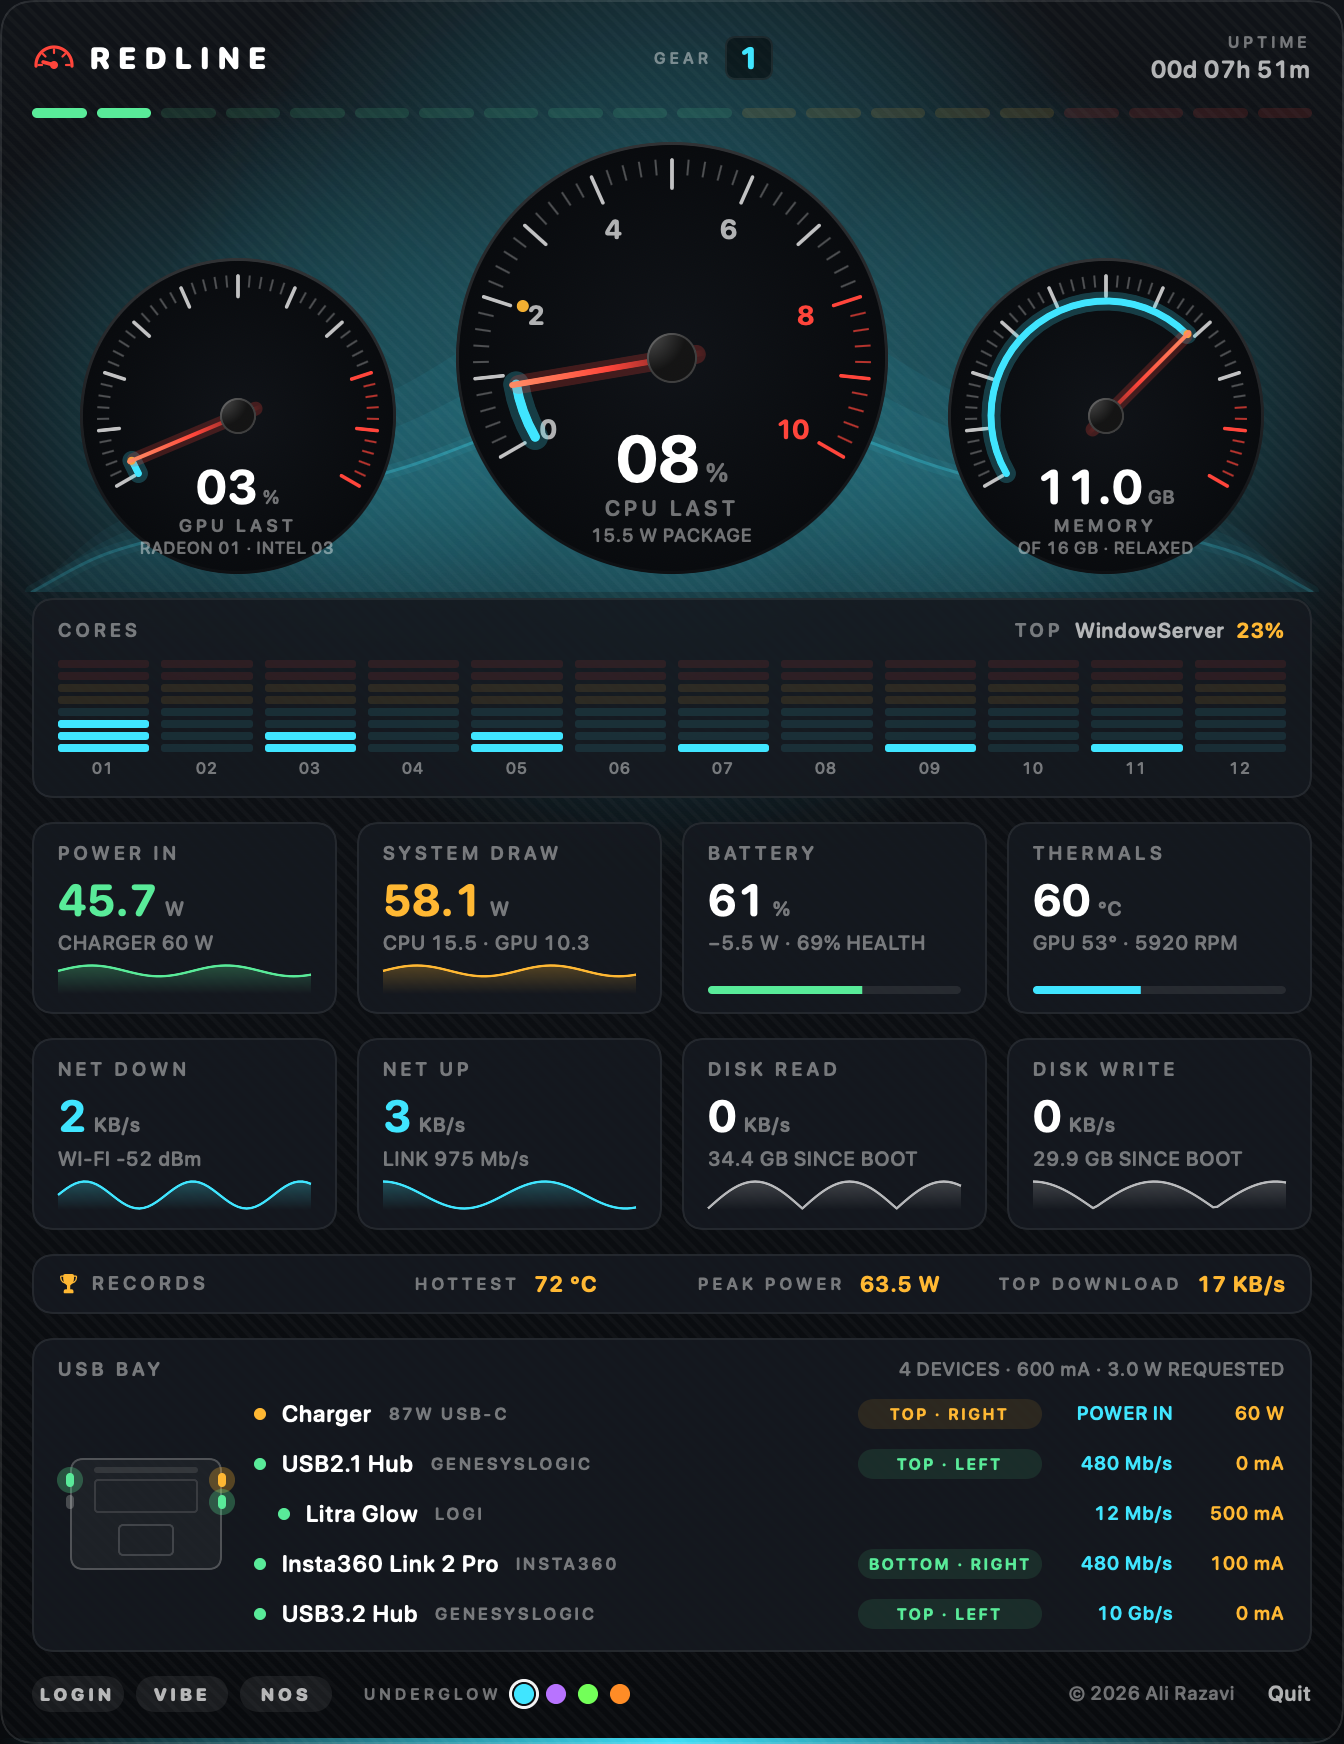 REDLINE
GEAR 1
UPTIME
00d 07h 51m
4 6
2 8
0 10
08 %
CPU LAST
15.5 W PACKAGE
03 %
GPU LAST
RADEON 01 · INTEL 03
11.0 GB
MEMORY
OF 16 GB · RELAXED
CORES TOP WindowServer 23%
01 02 03 04 05 06 07 08 09 10 11 12
POWER IN
45.7 W
CHARGER 60 W
SYSTEM DRAW
58.1 W
CPU 15.5 · GPU 10.3
BATTERY
61 %
−5.5 W · 69% HEALTH
THERMALS
60 °C
GPU 53° · 5920 RPM
NET DOWN
2 KB/s
WI-FI -52 dBm
NET UP
3 KB/s
LINK 975 Mb/s
DISK READ
0 KB/s
34.4 GB SINCE BOOT
DISK WRITE
0 KB/s
29.9 GB SINCE BOOT
RECORDS HOTTEST 72 °C PEAK POWER 63.5 W TOP DOWNLOAD 17 KB/s
USB BAY 4 DEVICES · 600 mA · 3.0 W REQUESTED
Charger 87W USB-C TOP · RIGHT POWER IN 60 W
USB2.1 Hub GENESYSLOGIC TOP · LEFT 480 Mb/s 0 mA
Litra Glow LOGI 12 Mb/s 500 mA
Insta360 Link 2 Pro INSTA360 BOTTOM · RIGHT 480 Mb/s 100 mA
USB3.2 Hub GENESYSLOGIC TOP · LEFT 10 Gb/s 0 mA
LOGIN VIBE NOS UNDERGLOW © 2026 Ali Razavi Quit